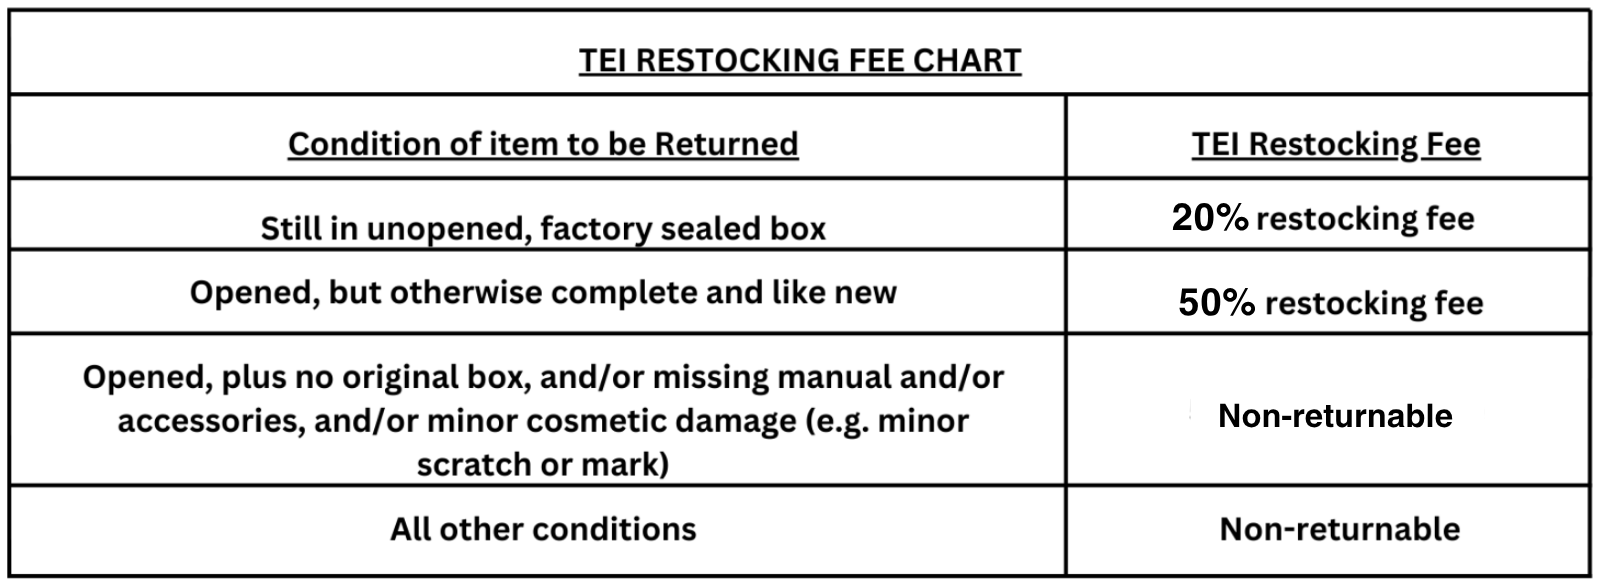 TEI RESTOCKING FEE CHART
Condition of item to be Returned
TEI Restocking Fee
Still in unopened, factory sealed box
20% restocking fee
Opened, but otherwise complete and like new
50% restocking fee
Opened, plus no original box, and/or missing manual and/or
accessories, and/or minor cosmetic damage (e.g. minor
scratch or mark)
Non-returnable
All other conditions
Non-returnable